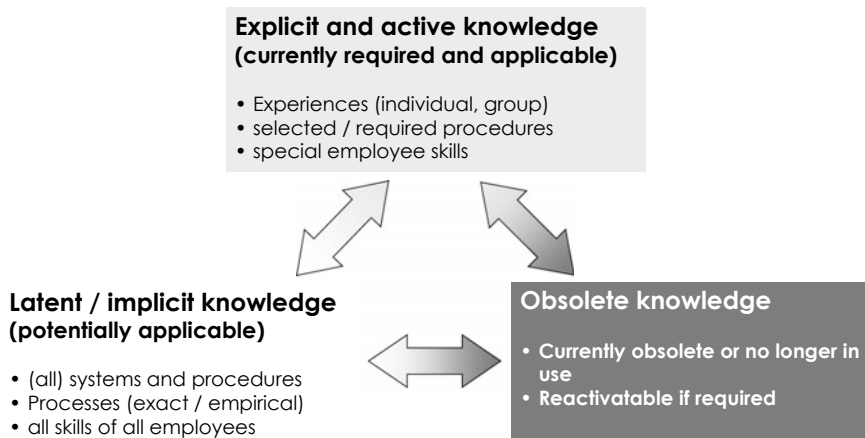 Explicit and active knowledge
(currently required and applicable)
• Experiences (individual, group)
• selected / required procedures
• special employee skills
Latent / implicit knowledge
(potentially applicable)
• (all) systems and procedures
• Processes (exact / empirical)
• all skills of all employees
Obsolete knowledge
• Currently obsolete or no longer in
use
• Reactivatable if required